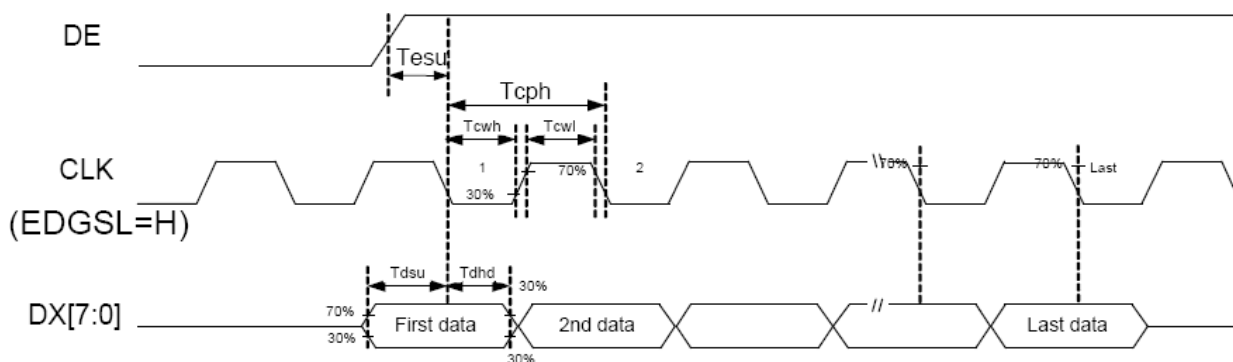 DE
Tesu
Tcph
Tcwh
Tcwl
CLK
1
70%
2
70%
70%
Last
30%
(EDGSL=H)
Tdsu
Tdhd
30%
70%
DX[7:0]
First data
2nd data
Last data
30%
30%